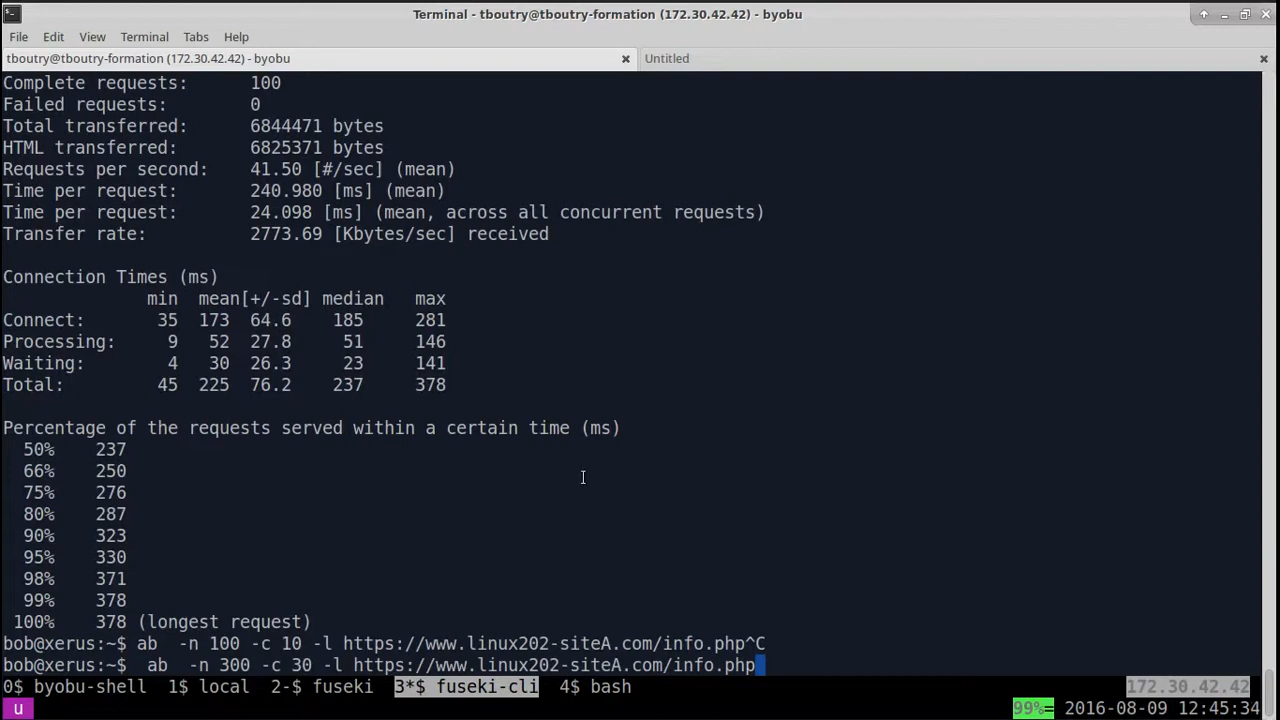 Terminal - tboutry@tboutry-formation (172.30.42.42) - byobu
File Edit View Terminal Tabs Help
tboutry@tboutry-formation (172.30.42.42) - byobu Untitled
Complete requests: 100
Failed requests: 0
Total transferred: 6844471 bytes
HTML transferred: 6825371 bytes
Requests per second: 41.50 [#/sec] (mean)
Time per request: 240.980 [ms] (mean)
Time per request: 24.098 [ms] (mean, across all concurrent requests)
Transfer rate: 2773.69 [Kbytes/sec] received
Connection Times (ms)
min mean[+/-sd] median max
Connect: 35 173 64.6 185 281
Processing: 9 52 27.8 51 146
Waiting: 4 30 26.3 23 141
Total: 45 225 76.2 237 378
Percentage of the requests served within a certain time (ms)
50% 237
66% 250
75% 276
80% 287
90% 323
95% 330
98% 371
99% 378
100% 378 (longest request)
bob@xerus:~$ ab -n 100 -c 10 -l https://www.linux202-siteA.com/info.php^C
bob@xerus:~$ ab -n 300 -c 30 -l https://www.linux202-siteA.com/info.php
0$ byobu-shell 1$ local 2-$ fuseki 3*$ fuseki-cli 4$ bash 172.30.42.42
u 99%= 2016-08-09 12:45:34